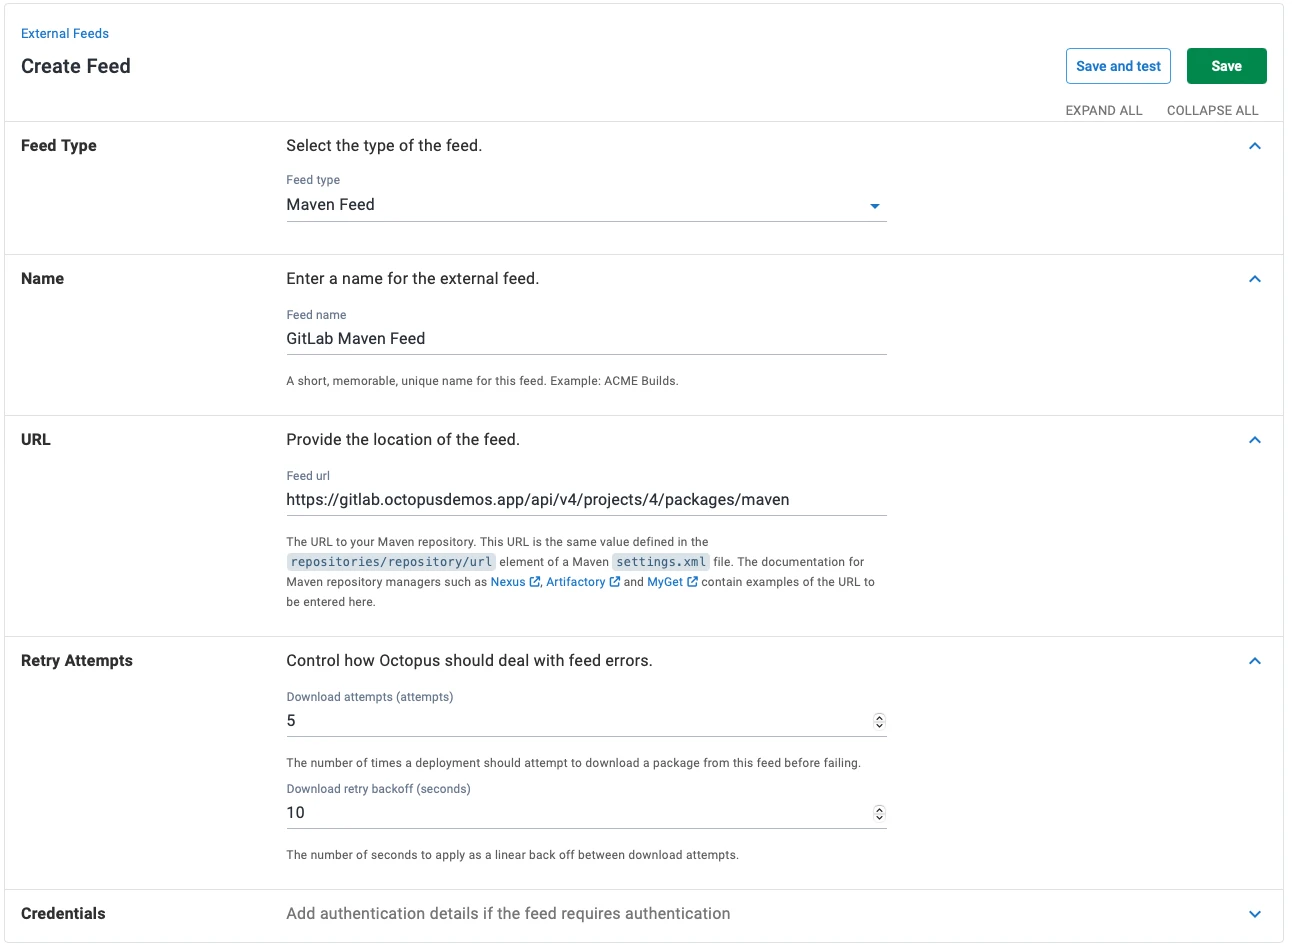 External Feeds
Create Feed
Save and test
Save
EXPAND ALL
COLLAPSE ALL
Feed Type
Select the type of the feed.
Feed type
Maven Feed
Name
Enter a name for the external feed.
Feed name
GitLab Maven Feed
A short, memorable, unique name for this feed. Example: ACME Builds.
URL
Provide the location of the feed.
Feed url
https://gitlab.octopusdemos.app/api/v4/projects/4/packages/maven
The URL to your Maven repository. This URL is the same value defined in the
repositories/repository/url element of a Maven settings.xml file. The documentation for
Maven repository managers such as Nexus, Artifactory and MyGet contain examples of the URL to
be entered here.
Retry Attempts
Control how Octopus should deal with feed errors.
Download attempts (attempts)
5
The number of times a deployment should attempt to download a package from this feed before failing.
Download retry backoff (seconds)
10
The number of seconds to apply as a linear back off between download attempts.
Credentials
Add authentication details if the feed requires authentication